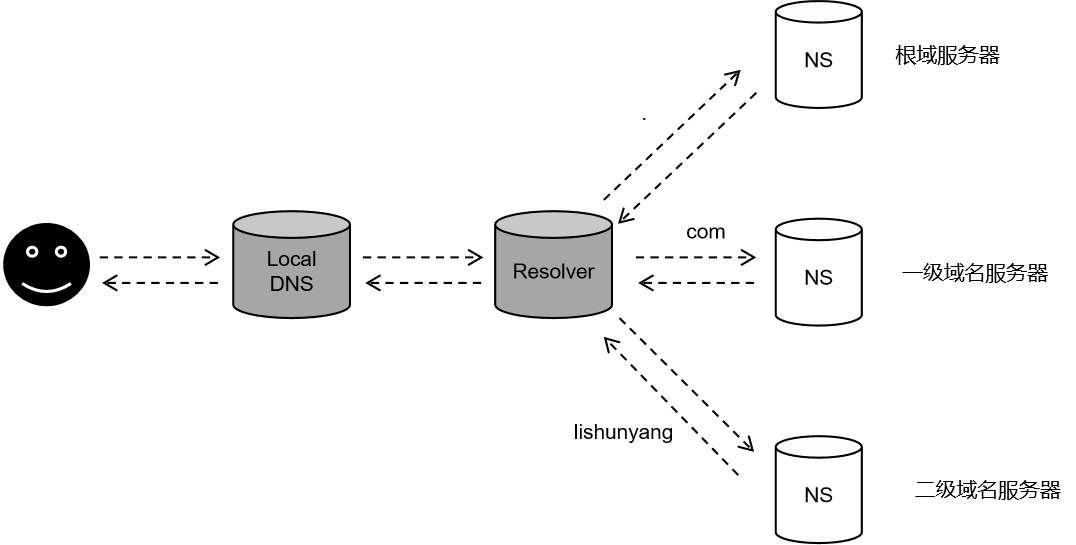 NS
根域服务器
.
Local
DNS
Resolver
com
NS
一级域名服务器
lishunyang
NS
二级域名服务器